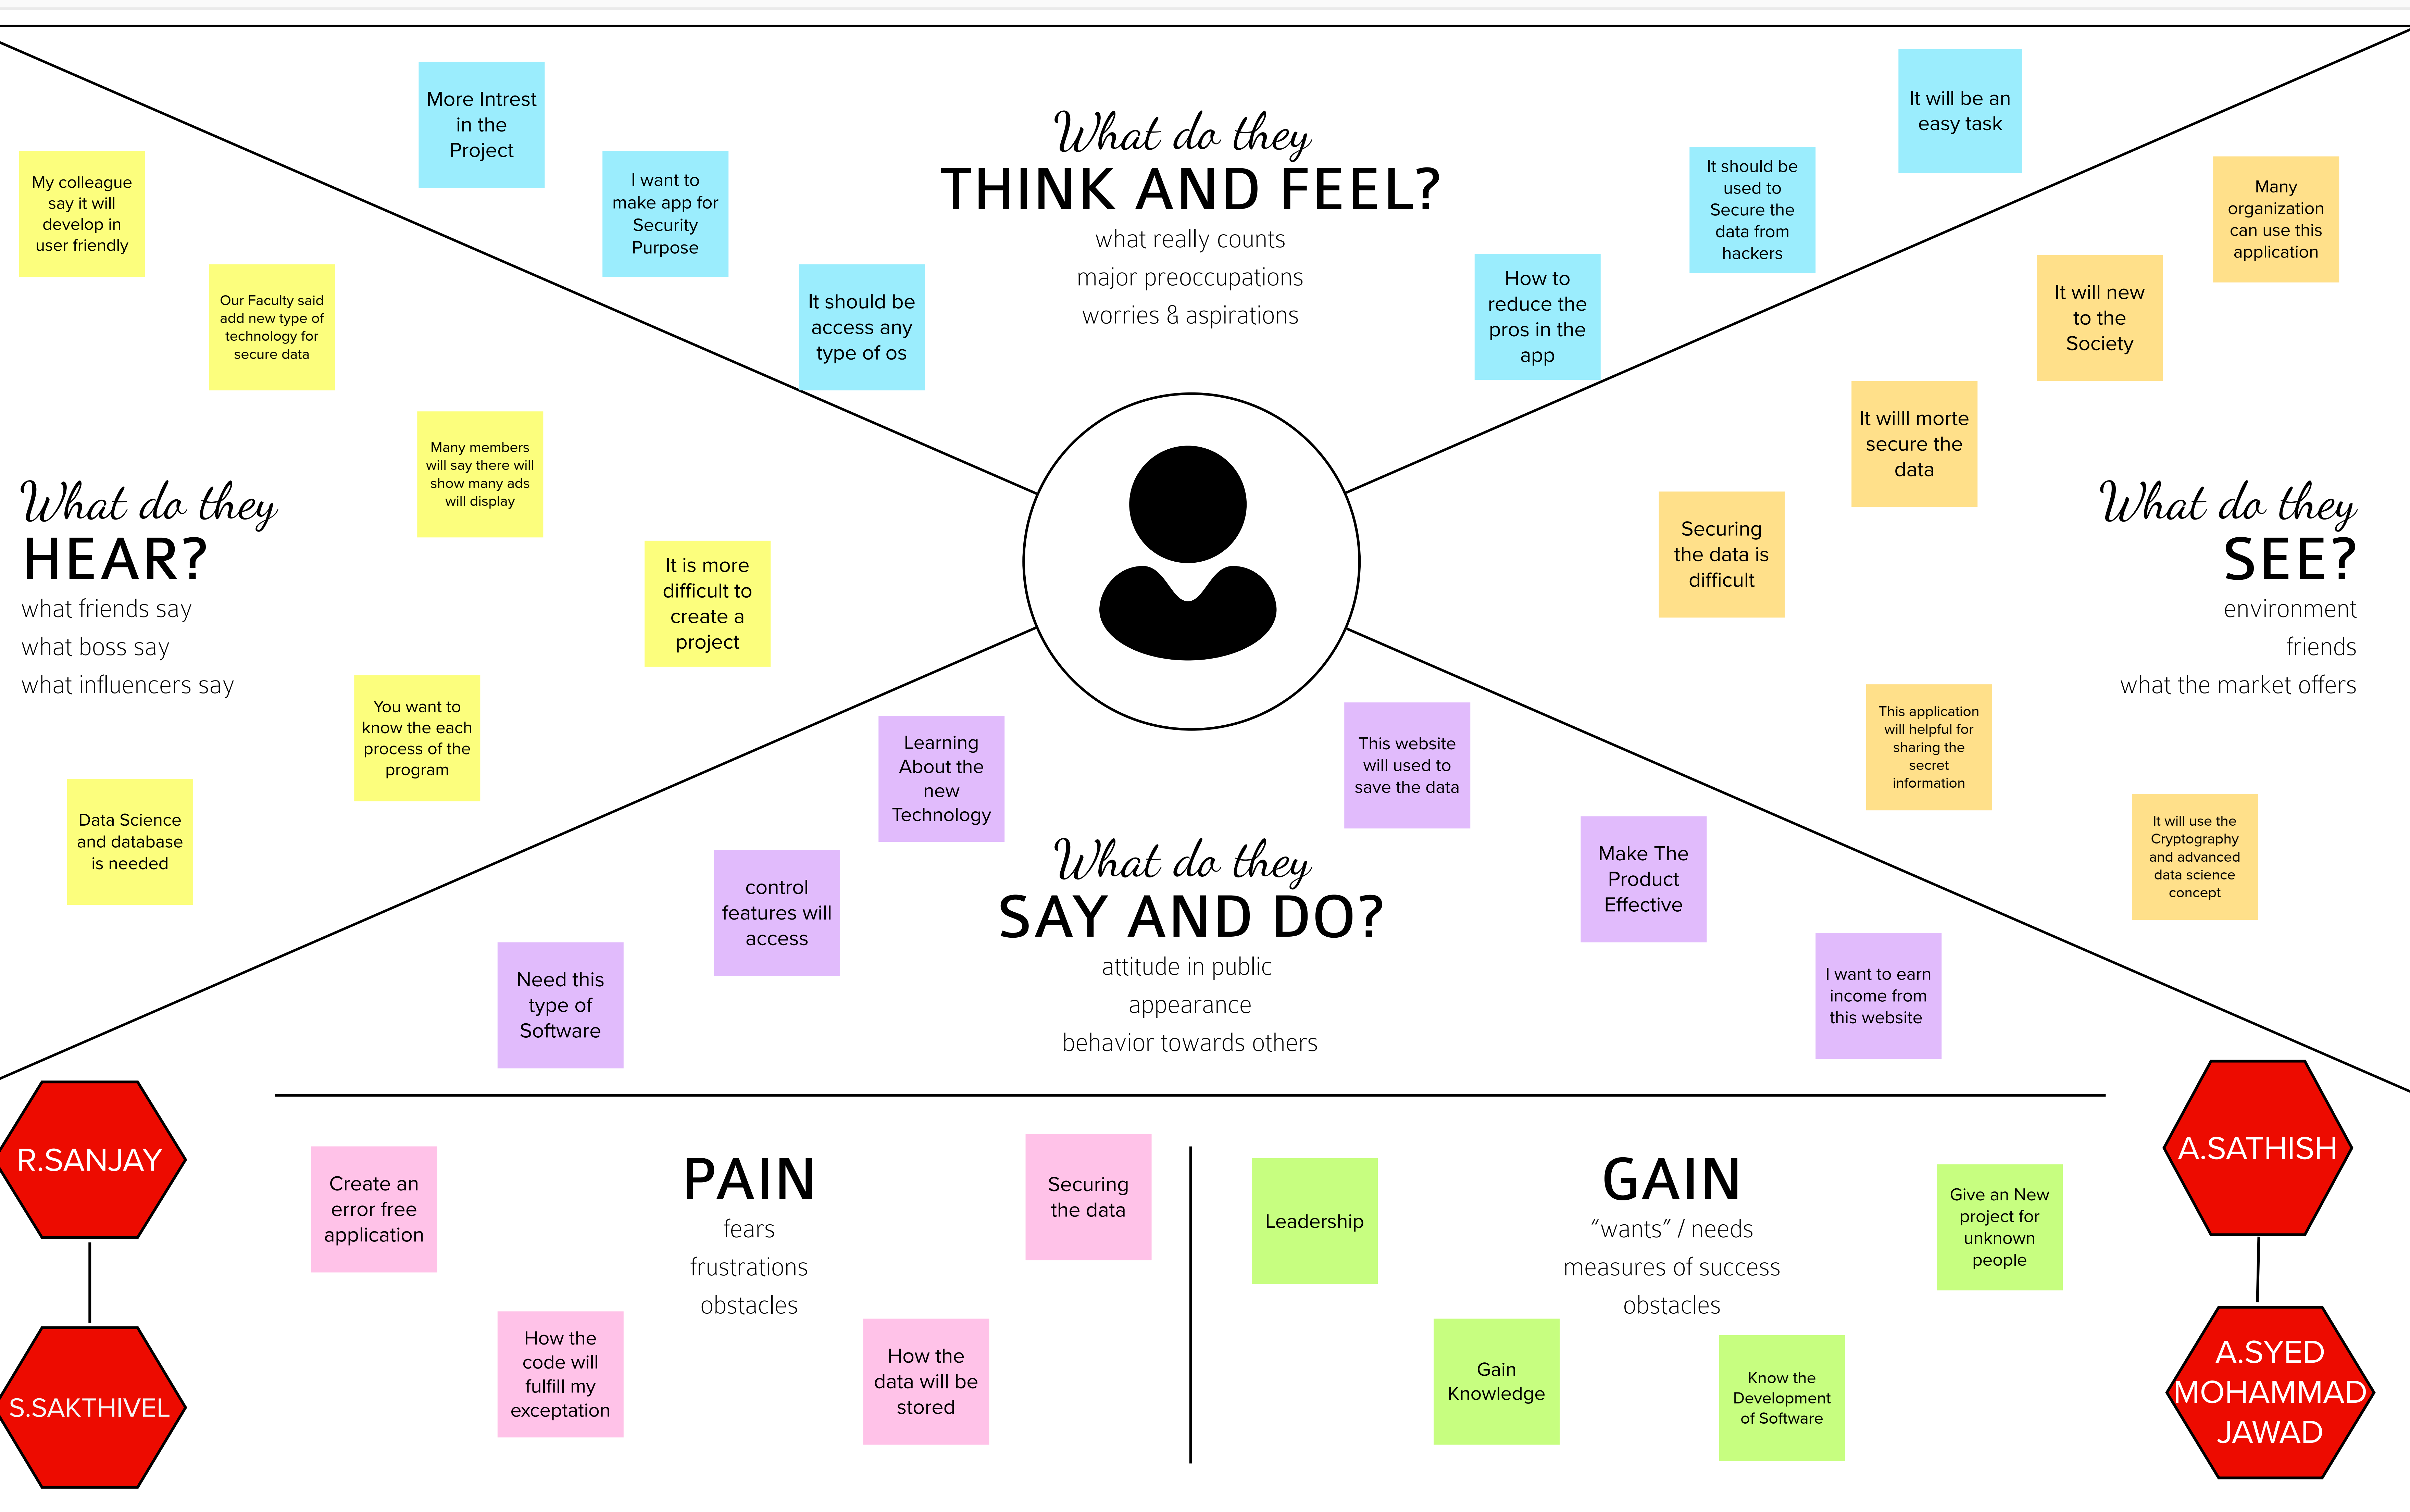 What do they
THINK AND FEEL?
what really counts
major preoccupations
worries & aspirations
More Intrest
in the
Project
I want to
make app for
Security
Purpose
It should be
access any
type of os
How to
reduce the
pros in the
app
It should be
used to
Secure the
data from
hackers
It will be an
easy task
What do they
HEAR?
what friends say
what boss say
what influencers say
My colleague
say it will
develop in
user friendly
Our Faculty said
add new type of
technology for
secure data
Many members
will say there will
show many ads
will display
It is more
difficult to
create a
project
You want to
know the each
process of the
program
Data Science
and database
is needed
What do they
SEE?
environment
friends
what the market offers
Many
organization
can use this
application
It will new
to the
Society
It willl morte
secure the
data
Securing
the data is
difficult
This application
will helpful for
sharing the
secret
information
It will use the
Cryptography
and advanced
data science
concept
What do they
SAY AND DO?
attitude in public
appearance
behavior towards others
Learning
About the
new
Technology
control
features will
access
Need this
type of
Software
This website
will used to
save the data
Make The
Product
Effective
I want to earn
income from
this website
R.SANJAY
S.SAKTHIVEL
PAIN
fears
frustrations
obstacles
Create an
error free
application
How the
code will
fulfill my
exceptation
How the
data will be
stored
Securing
the data
GAIN
“wants” / needs
measures of success
obstacles
Leadership
Gain
Knowledge
Know the
Development
of Software
Give an New
project for
unknown
people
A.SATHISH
A.SYED
MOHAMMAD
JAWAD